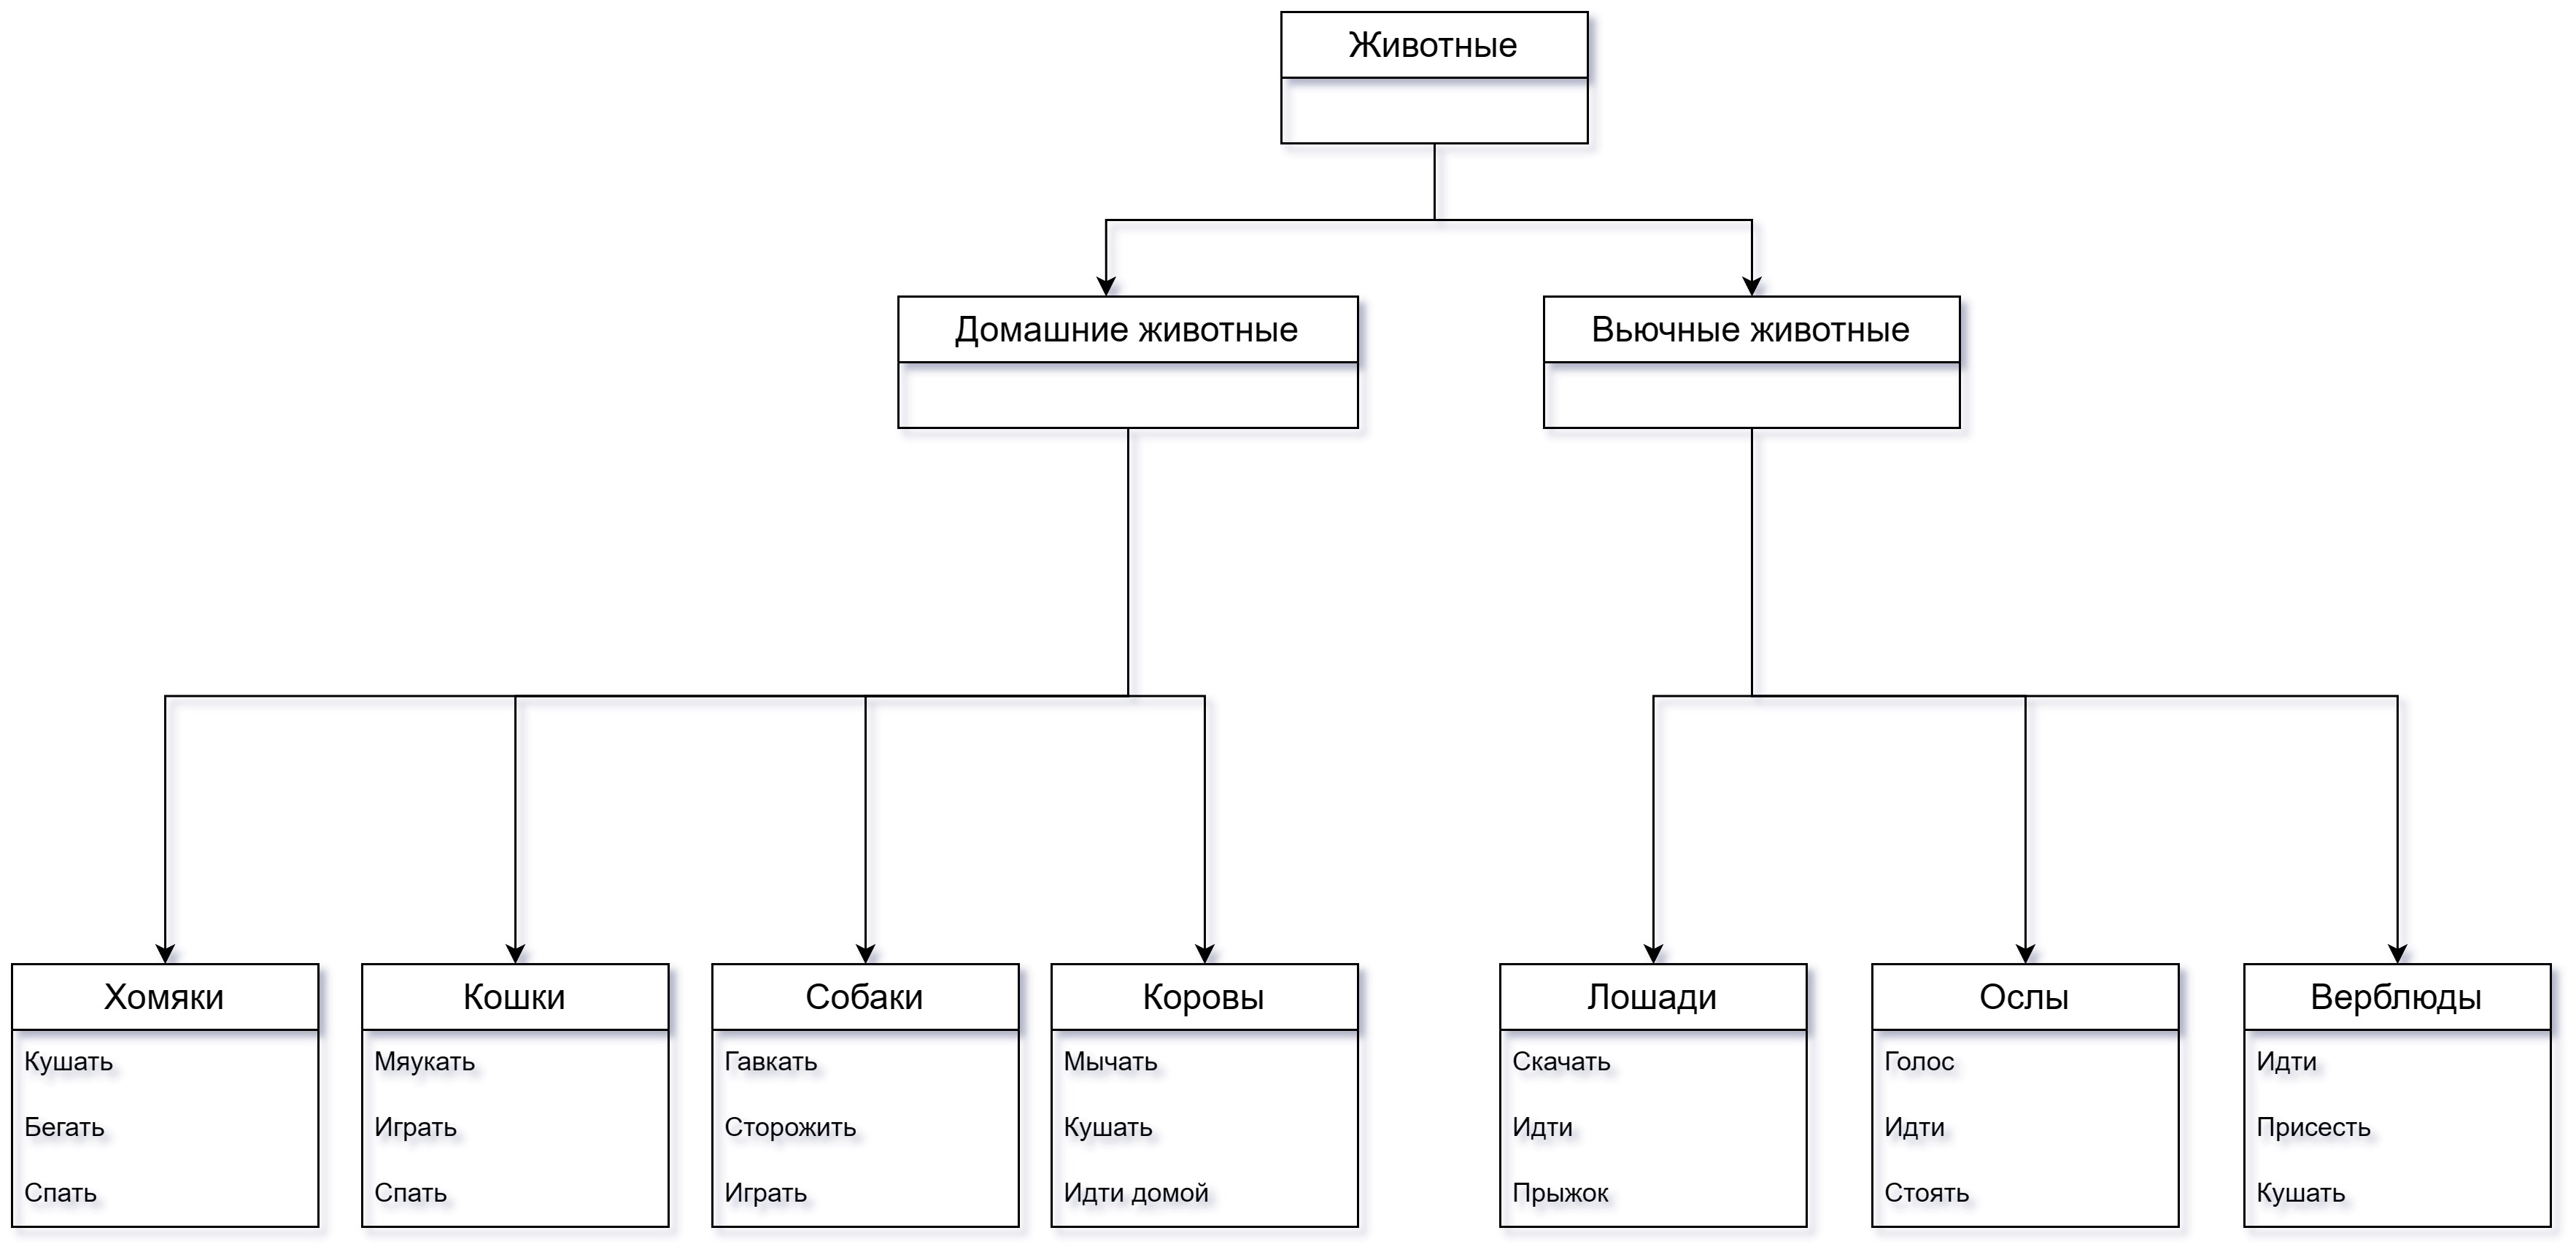 Животные
Домашние животные
Вьючные животные
Хомяки
Кушать
Бегать
Спать
Кошки
Мяукать
Играть
Спать
Собаки
Гавкать
Сторожить
Играть
Коровы
Мычать
Кушать
Идти домой
Лошади
Скачать
Идти
Прыжок
Ослы
Голос
Идти
Стоять
Верблюды
Идти
Присесть
Кушать